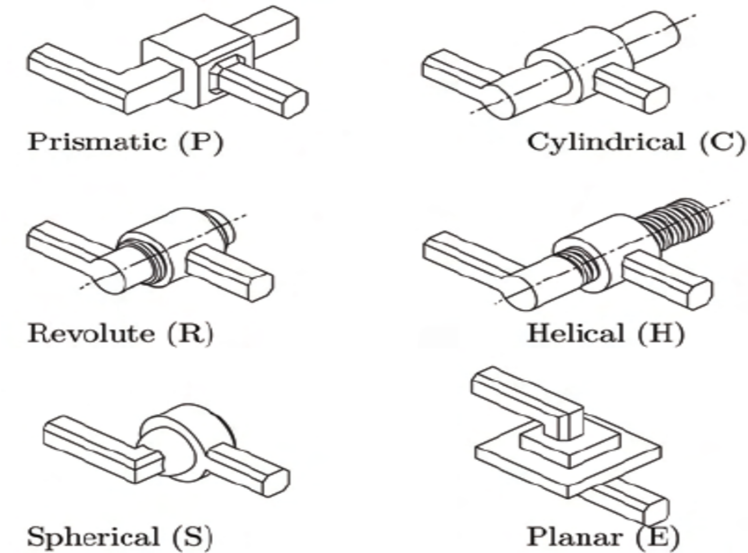 Prismatic (P)
Cylindrical (C)
Revolute (R)
Helical (H)
Spherical (S)
Planar (E)